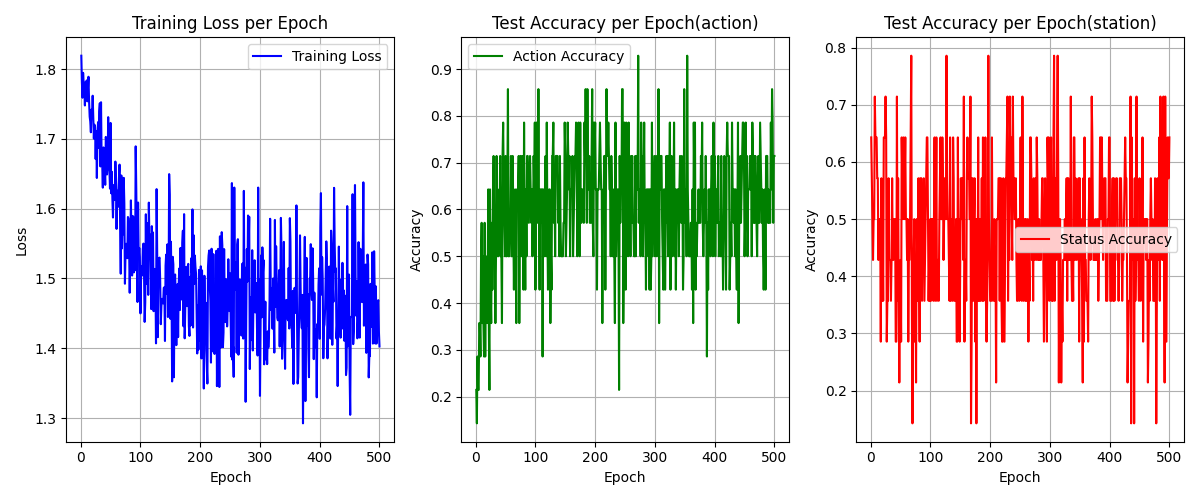 Training Loss per Epoch
Training Loss
1.8
1.7
1.6
1.5
1.4
1.3
Loss
0 100 200 300 400 500
Epoch
Test Accuracy per Epoch(action)
Action Accuracy
0.9
0.8
0.7
0.6
0.5
0.4
0.3
0.2
Accuracy
0 100 200 300 400 500
Epoch
Test Accuracy per Epoch(station)
0.8
0.7
0.6
0.5
0.4
0.3
0.2
Accuracy
Status Accuracy
0 100 200 300 400 500
Epoch